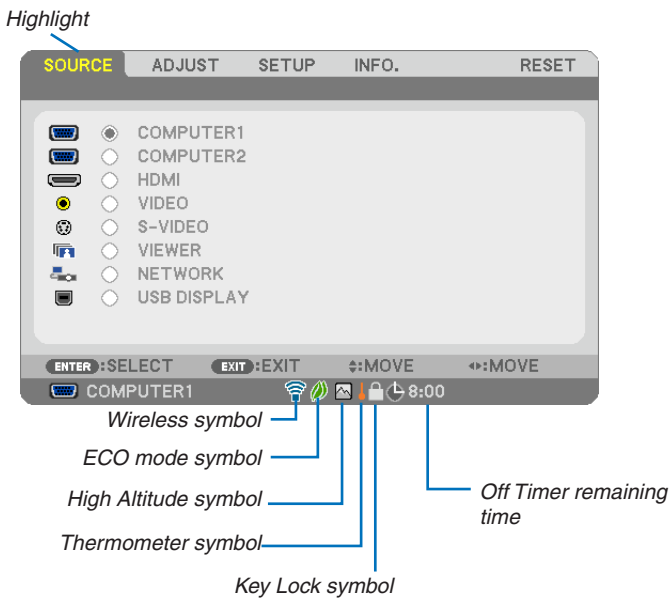 Highlight
SOURCE ADJUST SETUP INFO. RESET
COMPUTER1
COMPUTER2
HDMI
VIDEO
S-VIDEO
VIEWER
NETWORK
USB DISPLAY
ENTER :SELECT EXIT :EXIT :MOVE :MOVE
COMPUTER1 8:00
Wireless symbol
ECO mode symbol
High Altitude symbol
Off Timer remaining
time
Thermometer symbol
Key Lock symbol